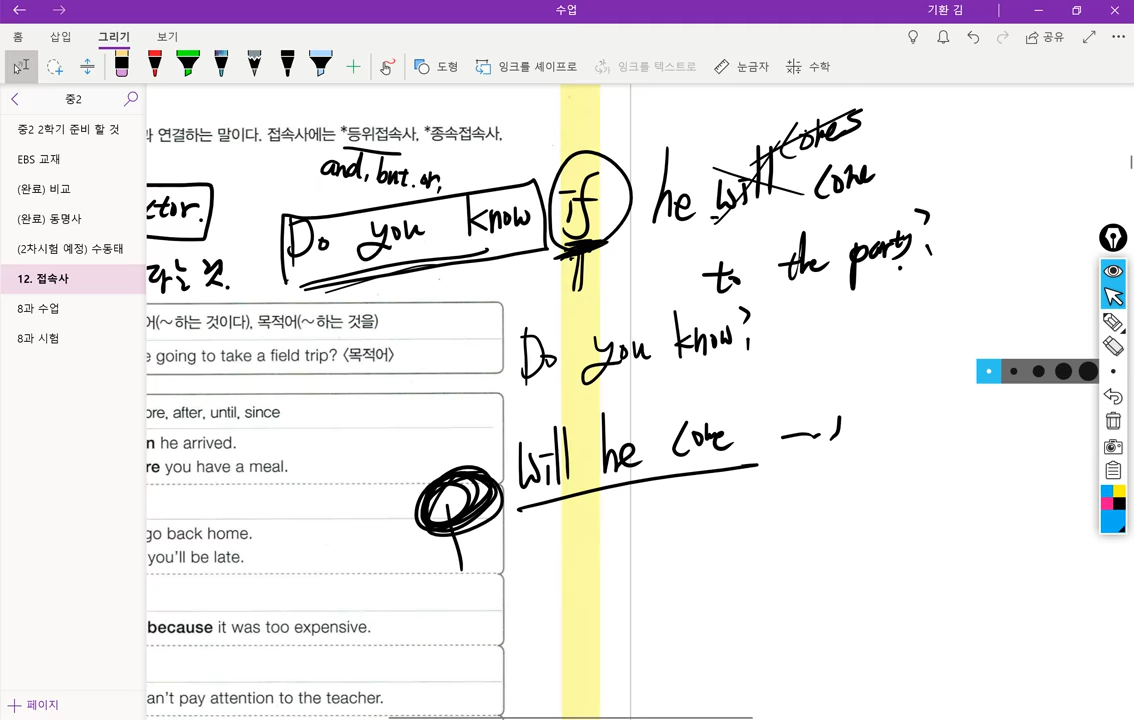 수업
기환 김
홈 삽입 그리기 보기
도형 잉크를 셰이프로 잉크를 텍스트로 눈금자 수학 공유
중2
중2 2학기 준비 할 것
EBS 교재
(완료) 비교
(완료) 동명사
(2차시험 예정) 수동태
12. 접속사
8과 수업
8과 시험
페이지
연결하는 말이다. 접속사에는 *등위접속사, *종속접속사,
and, but. or,
ctor.
라는 것.
Do you know if he will comes
come
to the party?
Do you know?
Will he come
어(~하는 것이다), 목적어(~하는 것을)
e going to take a field trip? <목적어>
ore, after, until, since
n he arrived.
re you have a meal.
go back home.
you'll be late.
because it was too expensive.
an't pay attention to the teacher.